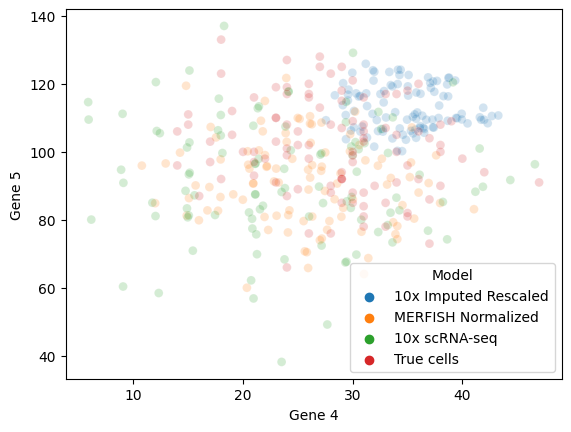 140
120
100
80
60
40
Gene 5
10
20
30
40
Gene 4
Model
10x Imputed Rescaled
MERFISH Normalized
10x scRNA-seq
True cells